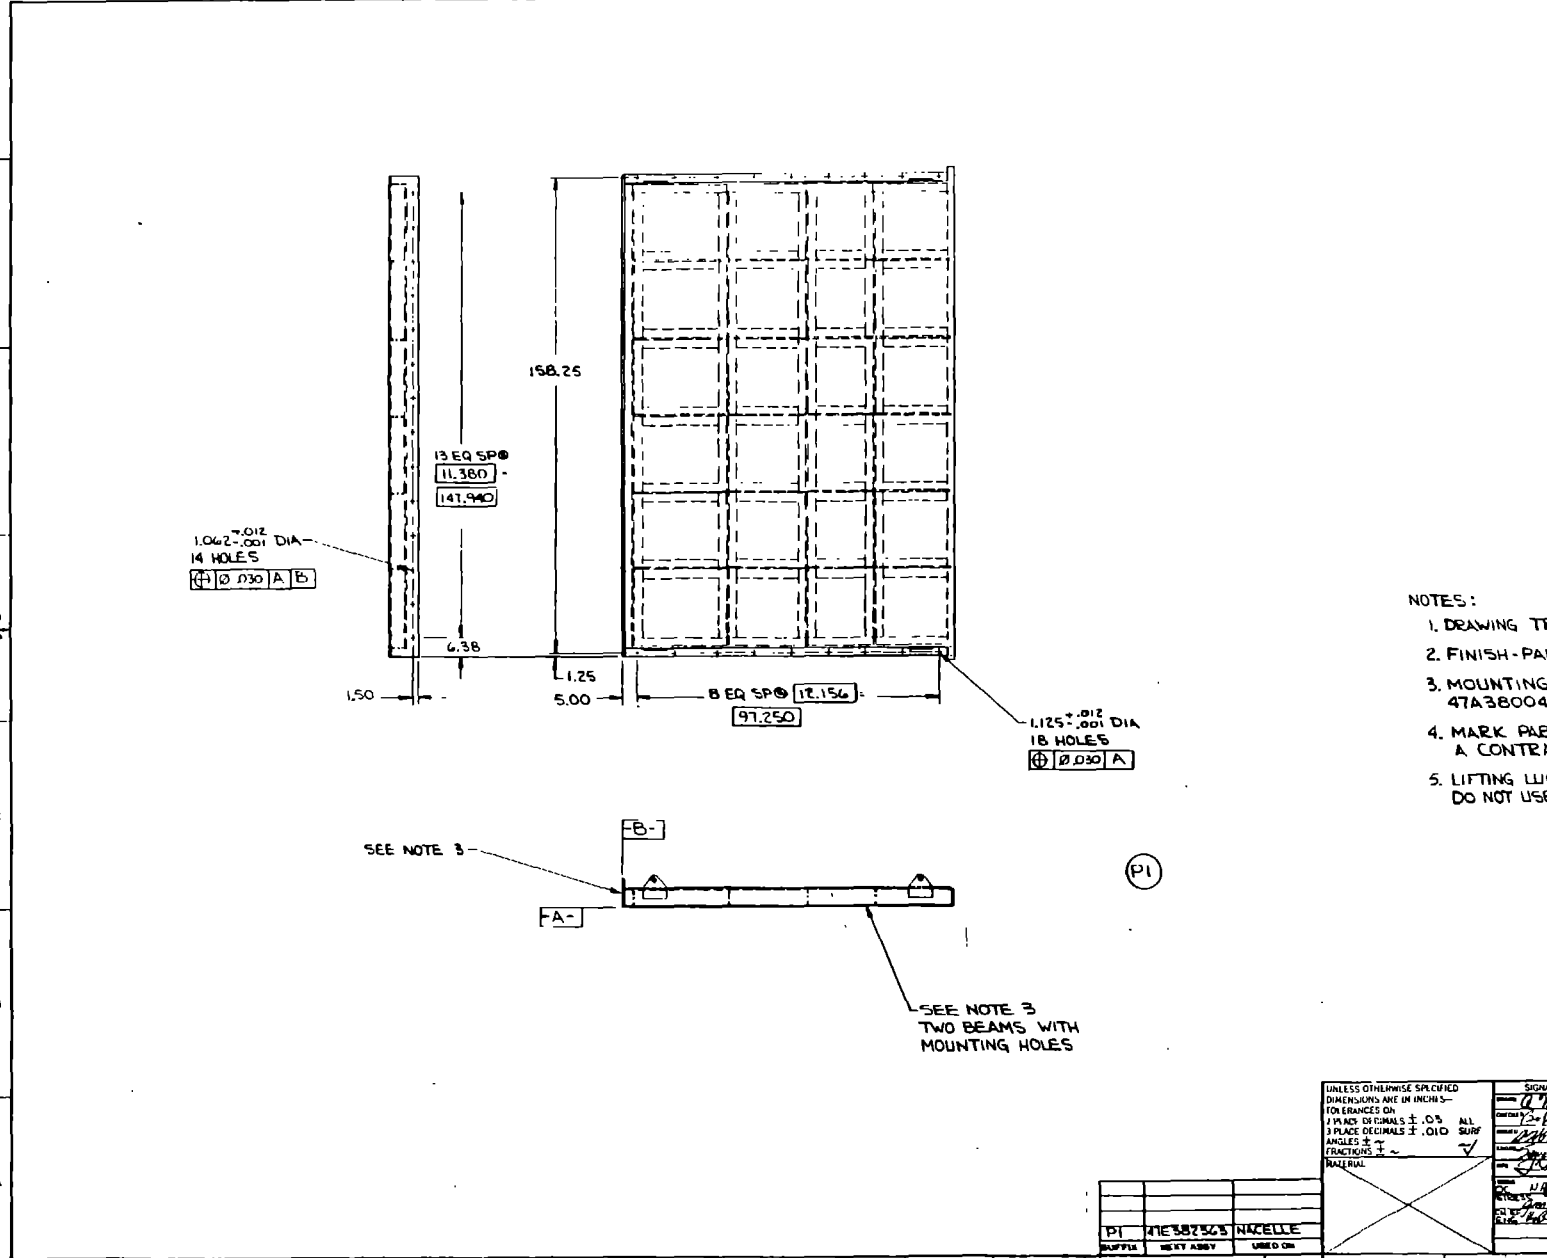 158.25
13 EQ SP@
11.380 =
147.940
1.062 +.012 -.001 DIA
14 HOLES
Ø .030 A B
6.38
1.50
1.25
5.00
8 EQ SP@ 12.156 =
97.250
1.125 +.012 -.001 DIA
18 HOLES
Ø .030 A
NOTES:
1. DRAWING
2. FINISH-
3. MOUNTING
47A38004
4. MARK
A
5. LIFTING
DO NOT USE
-B-
SEE NOTE 3
-A-
P1
SEE NOTE 3
TWO BEAMS WITH
MOUNTING HOLES
UNLESS OTHERWISE SPECIFIED
DIMENSIONS ARE IN INCHES-
TOLERANCES ON
2 PLACE DECIMALS ± .03 ALL
3 PLACE DECIMALS ± .010 SURF
ANGLES ± ~
FRACTIONS ± ~ √
MATERIAL
P1 47E382363 NACELLE
SUFFIX NEXT ASSY USED ON